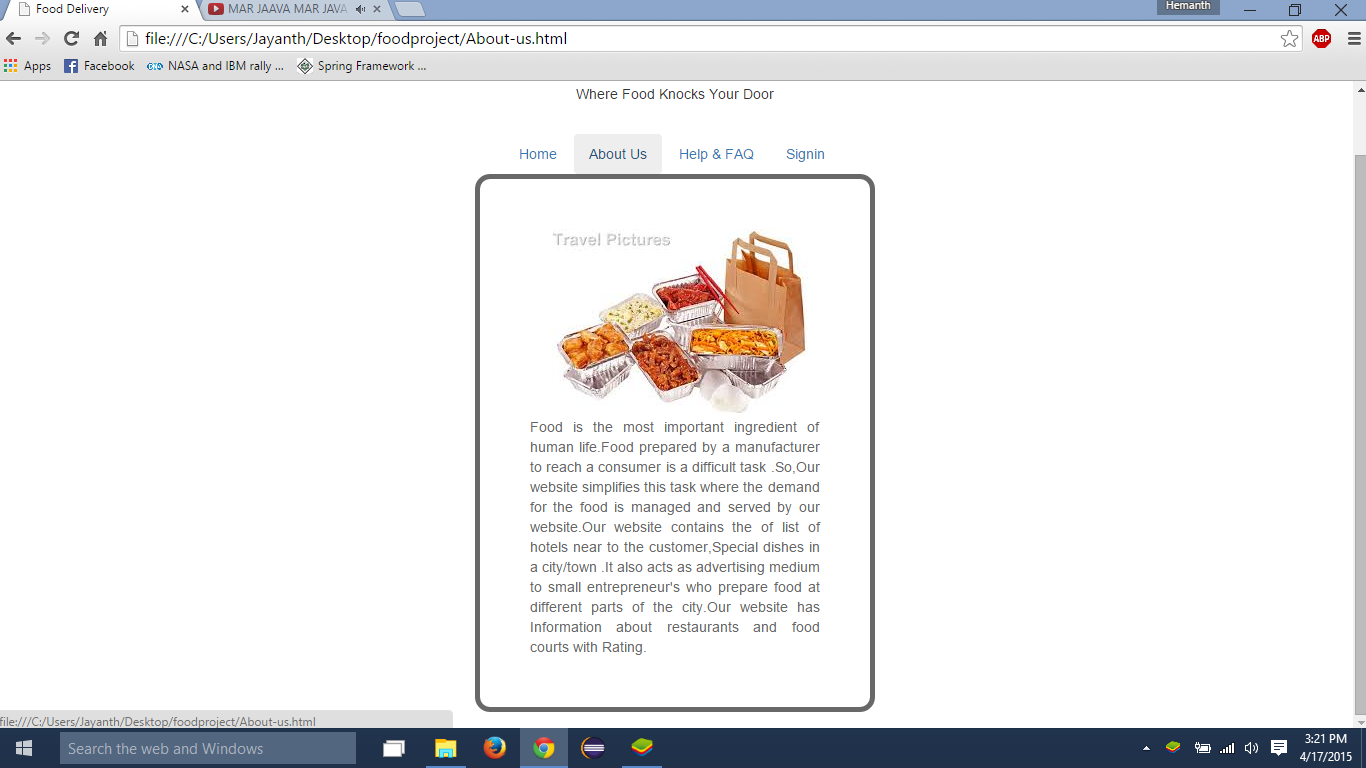 Food Delivery
MAR JAAVA MAR JAVA
Hemanth
file:///C:/Users/Jayanth/Desktop/foodproject/About-us.html
ABP
Apps
Facebook
NASA and IBM rally ...
Spring Framework ...
Where Food Knocks Your Door
Home
About Us
Help & FAQ
Signin
Travel Pictures
Food is the most important ingredient of
human life.Food prepared by a manufacturer
to reach a consumer is a difficult task .So,Our
website simplifies this task where the demand
for the food is managed and served by our
website.Our website contains the of list of
hotels near to the customer,Special dishes in
a city/town .It also acts as advertising medium
to small entrepreneur's who prepare food at
different parts of the city.Our website has
Information about restaurants and food
courts with Rating.
file:///C:/Users/Jayanth/Desktop/foodproject/About-us.html
Search the web and Windows
3:21 PM
4/17/2015